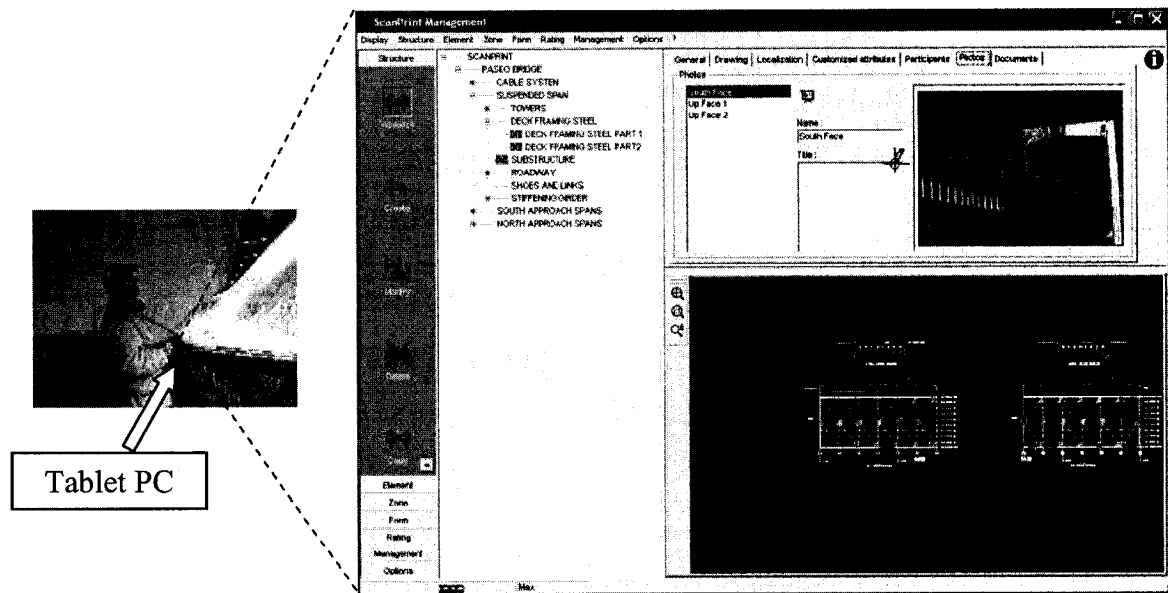 ScanPrint Management
Display Structure Element Zone Form Rating Management Options ?
Structure
Create
Delete
Element
Zone
Form
Rating
Management
Options
SCANPRINT
PASEO BRIDGE
CABLE SYSTEN
SUSPENDED SPAN
TOWERS
DECK FRAMING STEEL
DECK FRAMING STEEL PART 1
DECK FRAMING STEEL PART2
SUBSTRUCTURE
ROADWAY
SHOES AND LINKS
STIFFENING GIRDER
SOUTH APPROACH SPANS
NORTH APPROACH SPANS
General Drawing Localization Customized attributes Participants Photos Documents
Photos
South Face
Up Face 1
Up Face 2
Name :
South Face
Title :
Max
Tablet PC